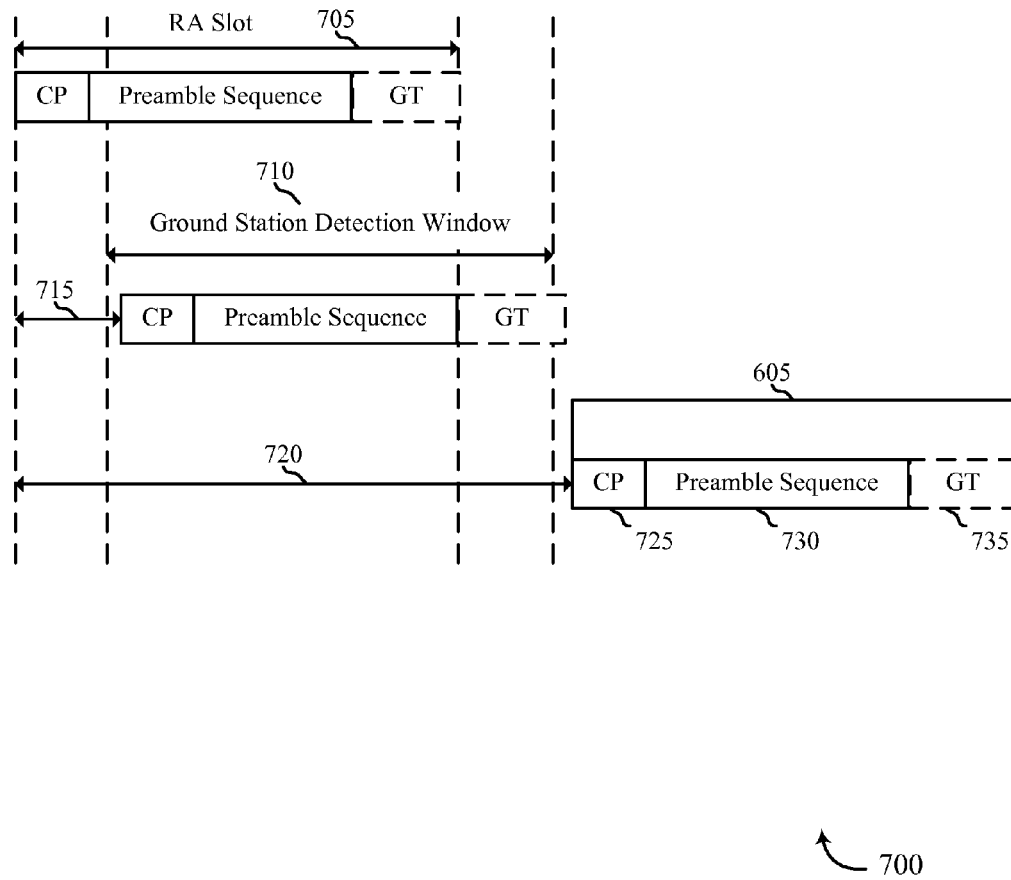 RA Slot
705
CP
Preamble Sequence
GT
710
Ground Station Detection Window
715
CP
Preamble Sequence
GT
605
720
CP
Preamble Sequence
GT
725
730
735
700